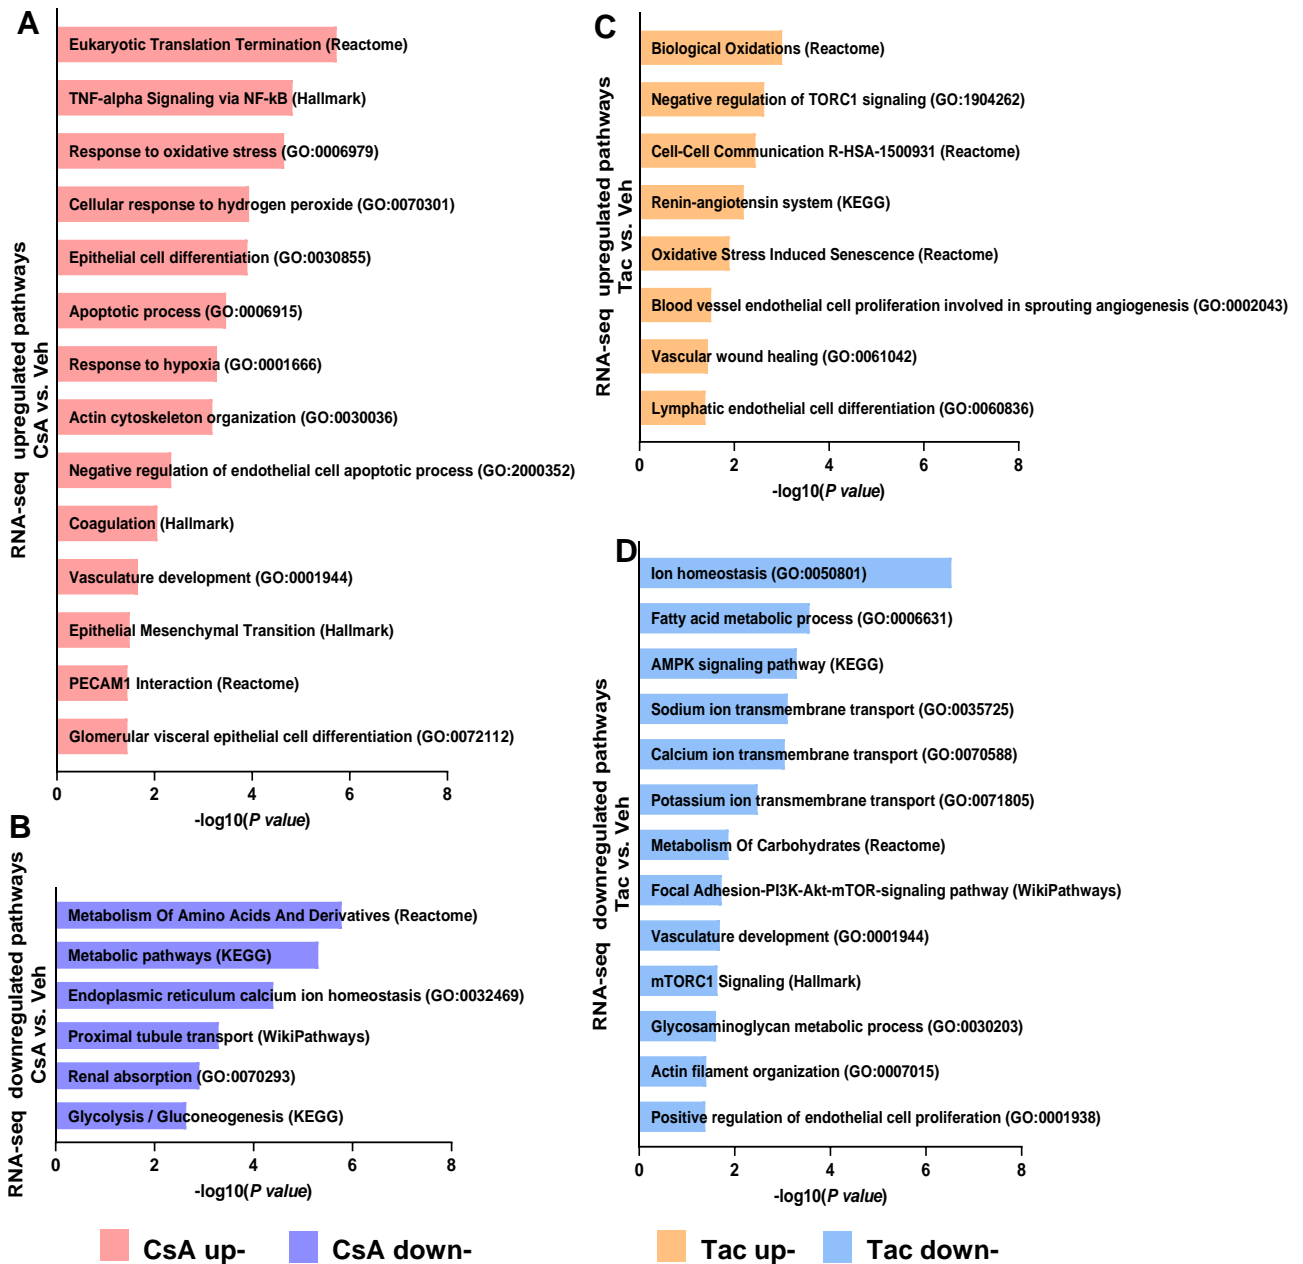 A
RNA-seq upregulated pathways
CsA vs. Veh
Eukaryotic Translation Termination (Reactome)
TNF-alpha Signaling via NF-kB (Hallmark)
Response to oxidative stress (GO:0006979)
Cellular response to hydrogen peroxide (GO:0070301)
Epithelial cell differentiation (GO:0030855)
Apoptotic process (GO:0006915)
Response to hypoxia (GO:0001666)
Actin cytoskeleton organization (GO:0030036)
Negative regulation of endothelial cell apoptotic process (GO:2000352)
Coagulation (Hallmark)
Vasculature development (GO:0001944)
Epithelial Mesenchymal Transition (Hallmark)
PECAM1 Interaction (Reactome)
Glomerular visceral epithelial cell differentiation (GO:0072112)
0 2 4 6 8
-log10(P value)
B
RNA-seq downregulated pathways
CsA vs. Veh
Metabolism Of Amino Acids And Derivatives (Reactome)
Metabolic pathways (KEGG)
Endoplasmic reticulum calcium ion homeostasis (GO:0032469)
Proximal tubule transport (WikiPathways)
Renal absorption (GO:0070293)
Glycolysis / Gluconeogenesis (KEGG)
0 2 4 6 8
-log10(P value)
C
RNA-seq upregulated pathways
Tac vs. Veh
Biological Oxidations (Reactome)
Negative regulation of TORC1 signaling (GO:1904262)
Cell-Cell Communication R-HSA-1500931 (Reactome)
Renin-angiotensin system (KEGG)
Oxidative Stress Induced Senescence (Reactome)
Blood vessel endothelial cell proliferation involved in sprouting angiogenesis (GO:0002043)
Vascular wound healing (GO:0061042)
Lymphatic endothelial cell differentiation (GO:0060836)
0 2 4 6 8
-log10(P value)
D
RNA-seq downregulated pathways
Tac vs. Veh
Ion homeostasis (GO:0050801)
Fatty acid metabolic process (GO:0006631)
AMPK signaling pathway (KEGG)
Sodium ion transmembrane transport (GO:0035725)
Calcium ion transmembrane transport (GO:0070588)
Potassium ion transmembrane transport (GO:0071805)
Metabolism Of Carbohydrates (Reactome)
Focal Adhesion-PI3K-Akt-mTOR-signaling pathway (WikiPathways)
Vasculature development (GO:0001944)
mTORC1 Signaling (Hallmark)
Glycosaminoglycan metabolic process (GO:0030203)
Actin filament organization (GO:0007015)
Positive regulation of endothelial cell proliferation (GO:0001938)
0 2 4 6 8
-log10(P value)
CsA up- CsA down- Tac up- Tac down-